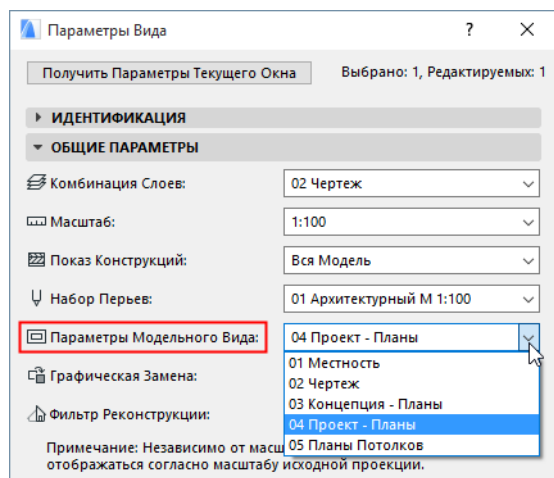 Параметры Вида ?
Получить Параметры Текущего Окна Выбрано: 1, Редактируемых: 1
ИДЕНТИФИКАЦИЯ
ОБЩИЕ ПАРАМЕТРЫ
Комбинация Слоев: 02 Чертеж
Масштаб: 1:100
Показ Конструкций: Вся Модель
Набор Перьев: 01 Архитектурный М 1:100
Параметры Модельного Вида: 04 Проект - Планы
01 Местность
02 Чертеж
Графическая Замена: 03 Концепция - Планы
04 Проект - Планы
Фильтр Реконструкции: 05 Планы Потолков
Примечание: Независимо от
отображаться согласно масштабу исходной проекции.